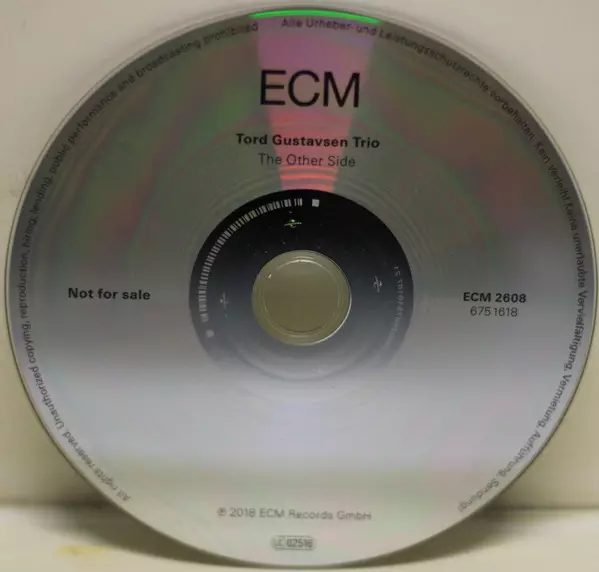 Alle Urheber- und Leistungsschutzrechte vorbehalten. Kein Verleih! Keine unerlaubte Vervielfältigung, Vermietung, Aufführung, Sendung!
ECM
Tord Gustavsen Trio
The Other Side
Not for sale
ECM 2608
6751618
℗ 2018 ECM Records GmbH
LC 02516
All rights reserved. Unauthorized copying, reproduction, hiring, lending, public performance and broadcasting prohibited